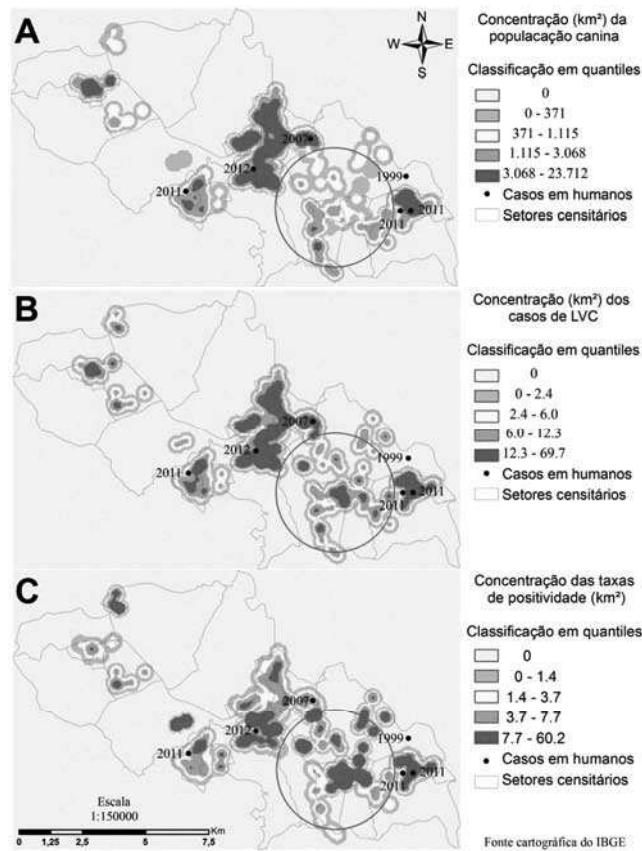 A
N
W E
S
2007
2012
1999
2011
2011 2011
Concentração (km²) da
populacação canina
Classificação em quantiles
0
0 - 371
371 - 1.115
1.115 - 3.068
3.068 - 23.712
Casos em humanos
Setores censitários
B
2007
2012
1999
2011
2011 2011
Concentração (km²) dos
casos de LVC
Classificação em quantiles
0
0 - 2.4
2.4 - 6.0
6.0 - 12.3
12.3 - 69.7
Casos em humanos
Setores censitários
C
2007
2012
1999
2011
2011 2011
Escala
1:150000
Km
0 1,25 2,5 5 7,5
Concentração das taxas
de positividade (km²)
Classificação em quantiles
0
0 - 1.4
1.4 - 3.7
3.7 - 7.7
7.7 - 60.2
Casos em humanos
Setores censitários
Fonte cartográfica do IBGE